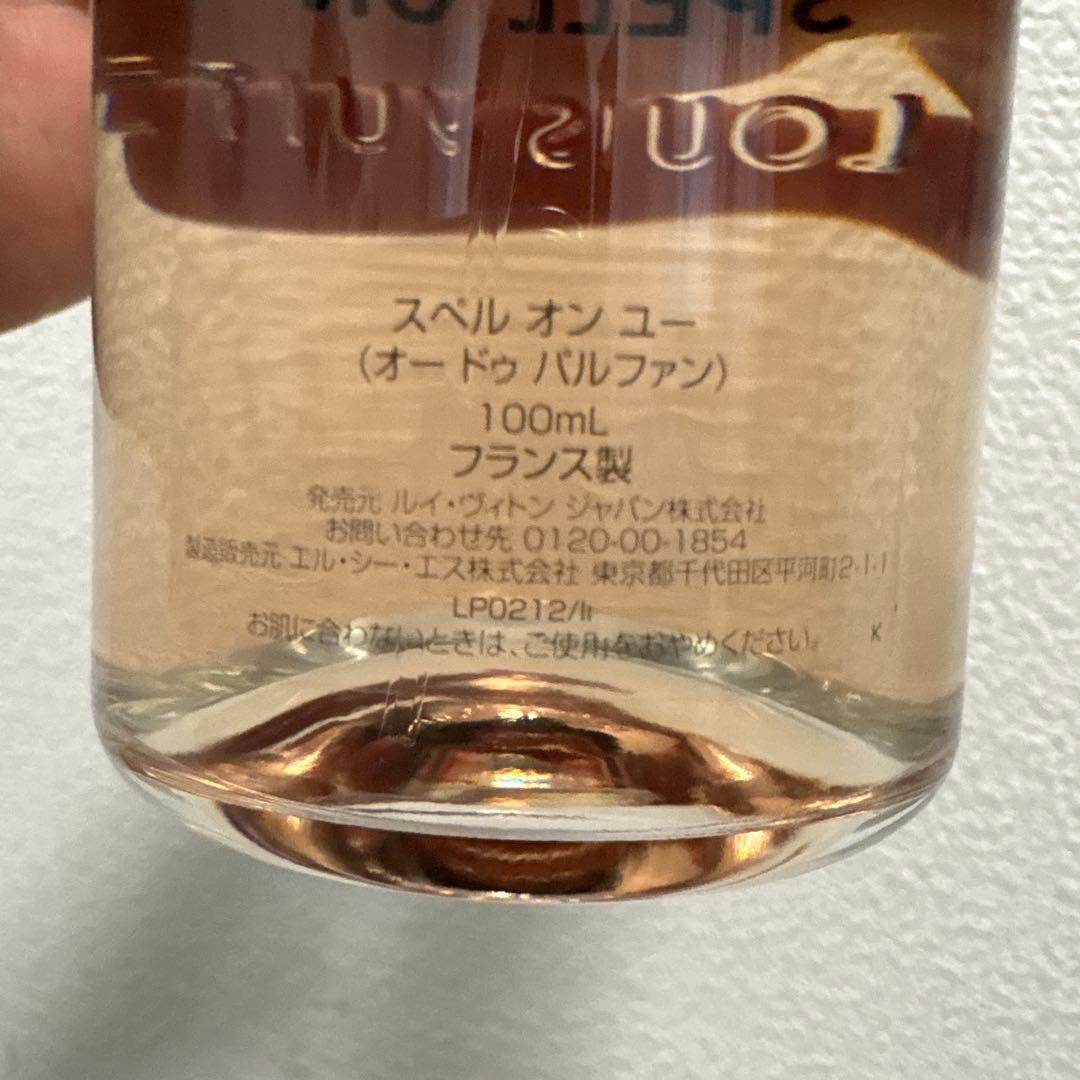 SPELL ON
LOUIS VUITT
スペル オン ユー
(オー ドゥ パルファン)
100mL
フランス製
発売元 ルイ・ヴィトン ジャパン株式会社
お問い合わせ先 0120-00-1854
製造販売元 エル・シー・エス株式会社 東京都千代田区平河町2-1-1
LP0212/lı
お肌に合わないときは、ご使用をおやめください。
K